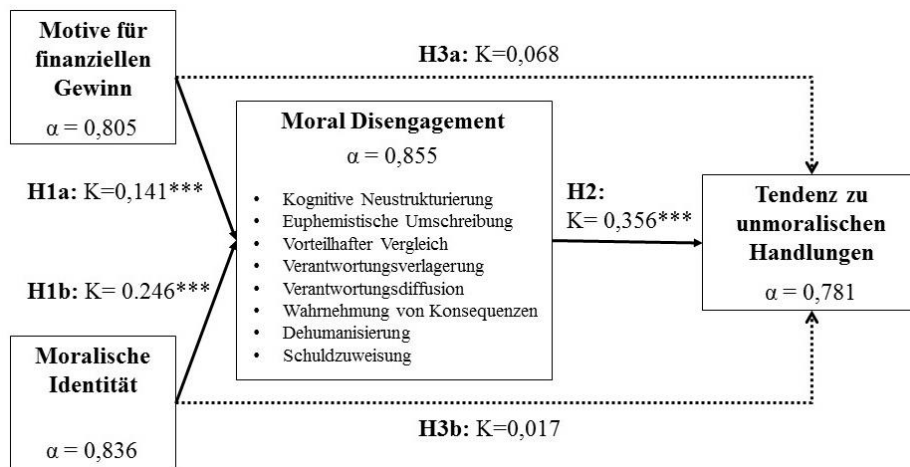 Motive für
finanziellen
Gewinn
α = 0,805
H3a: K=0,068
Moral Disengagement
α = 0,855
• Kognitive Neustrukturierung
• Euphemistische Umschreibung
• Vorteilhafter Vergleich
• Verantwortungsverlagerung
• Verantwortungsdiffusion
• Wahrnehmung von Konsequenzen
• Dehumanisierung
• Schuldzuweisung
H1a: K=0,141***
H1b: K= 0.246***
H2:
K= 0,356***
Tendenz zu
unmoralischen
Handlungen
α = 0,781
Moralische
Identität
α = 0,836
H3b: K=0,017